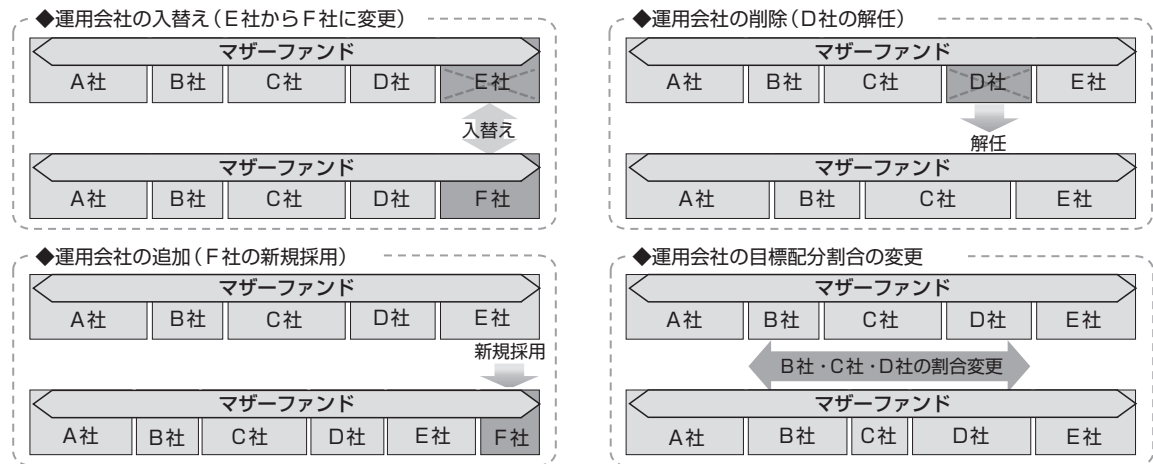 ◆運用会社の入替え(E社からF社に変更)
マザーファンド
A社 B社 C社 D社 E社
入替え
マザーファンド
A社 B社 C社 D社 F社
◆運用会社の削除(D社の解任)
マザーファンド
A社 B社 C社 D社 E社
解任
マザーファンド
A社 B社 C社 E社
◆運用会社の追加(F社の新規採用)
マザーファンド
A社 B社 C社 D社 E社
新規採用
マザーファンド
A社 B社 C社 D社 E社 F社
◆運用会社の目標配分割合の変更
マザーファンド
A社 B社 C社 D社 E社
B社・C社・D社の割合変更
マザーファンド
A社 B社 C社 D社 E社